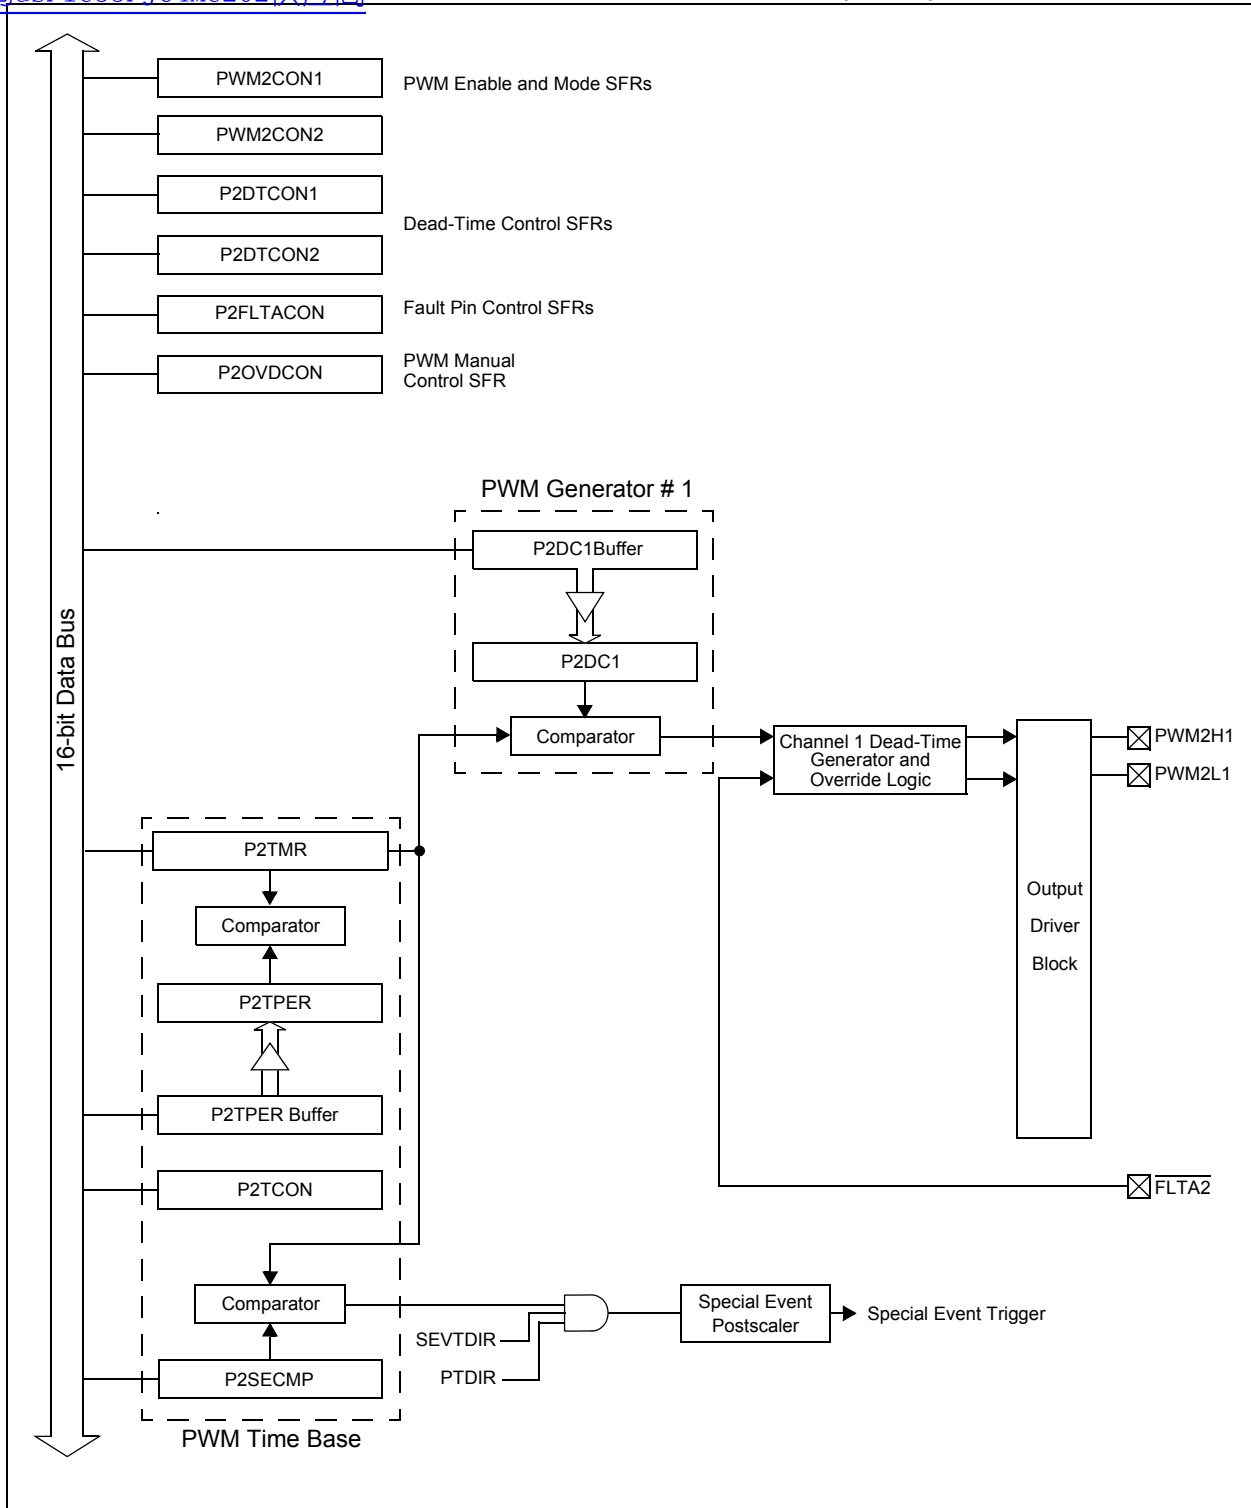 PWM2CON1
PWM Enable and Mode SFRs
PWM2CON2
P2DTCON1
Dead-Time Control SFRs
P2DTCON2
P2FLTACON
Fault Pin Control SFRs
P2OVDCON
PWM Manual
Control SFR
PWM Generator # 1
P2DC1Buffer
P2DC1
Comparator
16-bit Data Bus
Channel 1 Dead-Time
Generator and
Override Logic
PWM2H1
PWM2L1
P2TMR
Comparator
P2TPER
P2TPER Buffer
P2TCON
Output
Driver
Block
FLTA2
Comparator
SEVTDIR
PTDIR
Special Event
Postscaler
Special Event Trigger
P2SECMP
PWM Time Base